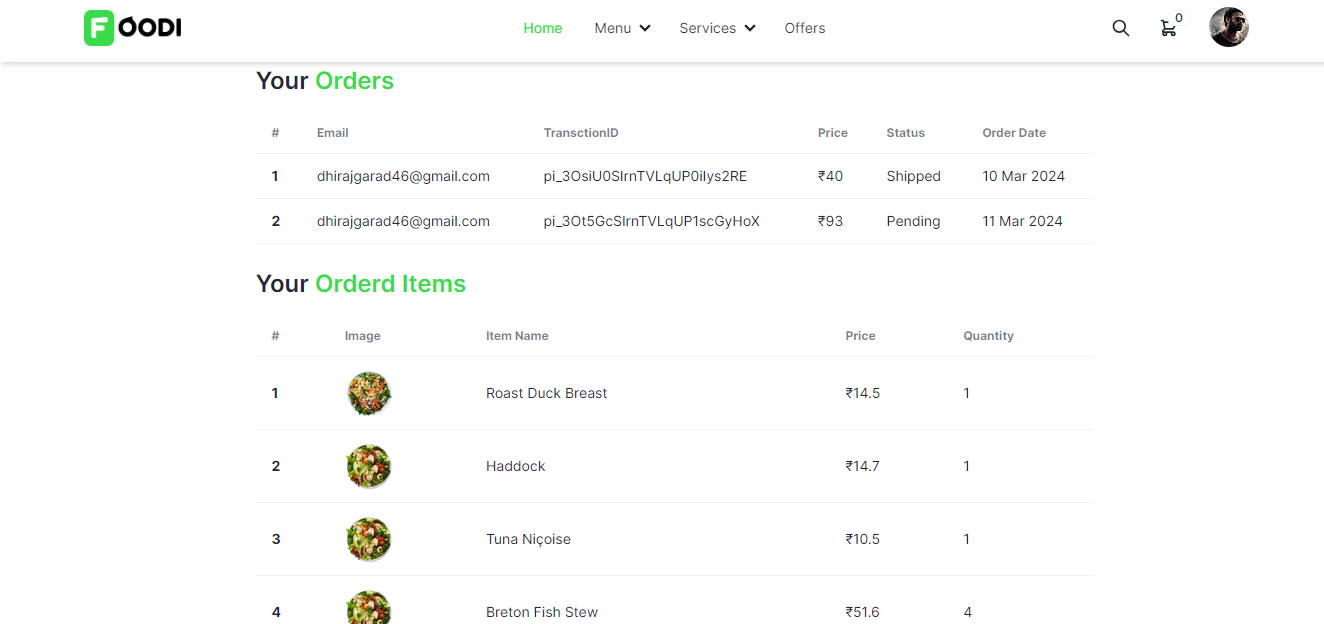 FOODI Home Menu Services Offers 0
Your Orders
# Email TransctionID Price Status Order Date
1 dhirajgarad46@gmail.com pi_3OsiU0SIrnTVLqUP0iIys2RE ₹40 Shipped 10 Mar 2024
2 dhirajgarad46@gmail.com pi_3Ot5GcSIrnTVLqUP1scGyHoX ₹93 Pending 11 Mar 2024
Your Orderd Items
# Image Item Name Price Quantity
1 Roast Duck Breast ₹14.5 1
2 Haddock ₹14.7 1
3 Tuna Niçoise ₹10.5 1
4 Breton Fish Stew ₹51.6 4